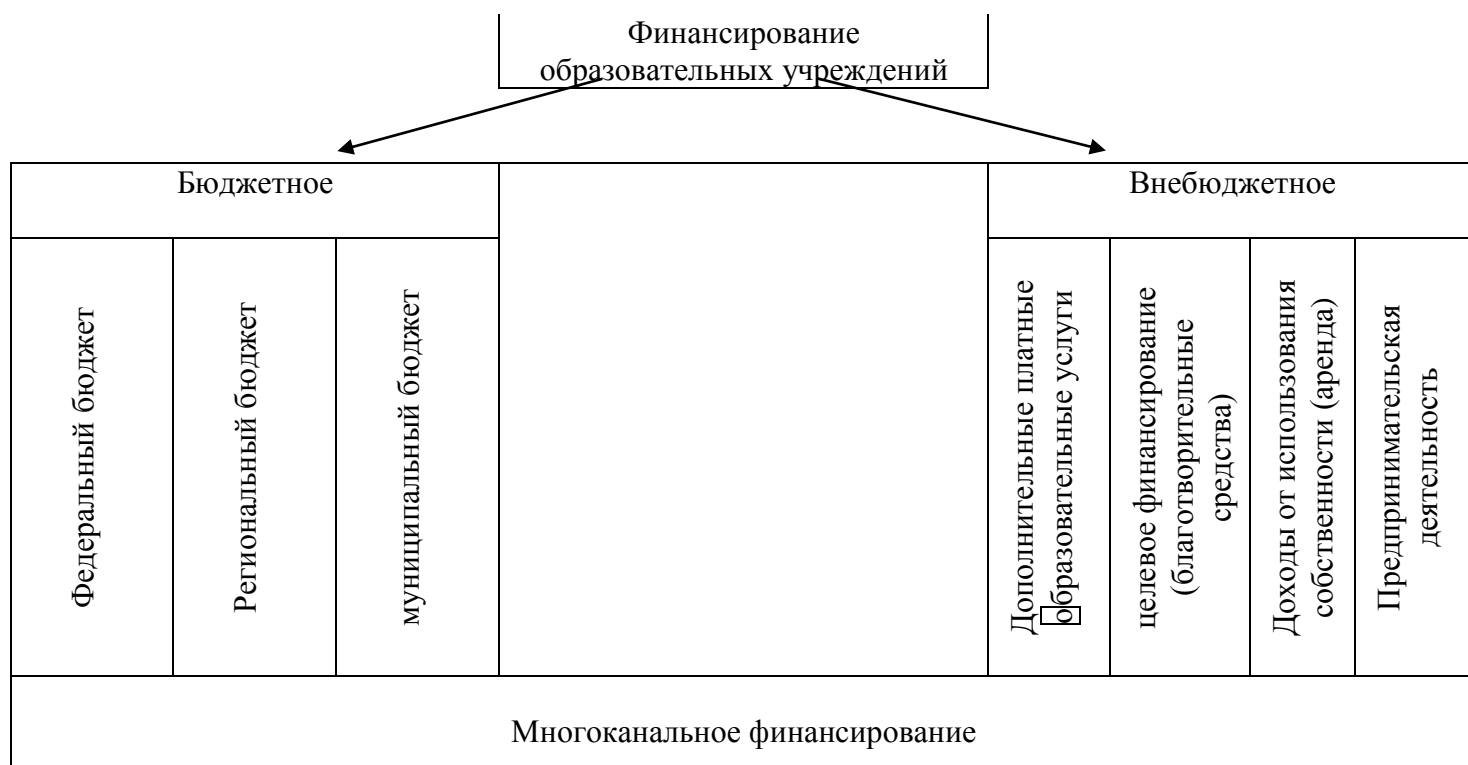 Финансирование
образовательных учреждений
Бюджетное
Внебюджетное
Федеральный бюджет
Региональный бюджет
муниципальный бюджет
Дополнительные платные
образовательные услуги
целевое финансирование
(благотворительные
средства)
Доходы от использования
собственности (аренда)
Предпринимательская
деятельность
Многоканальное финансирование